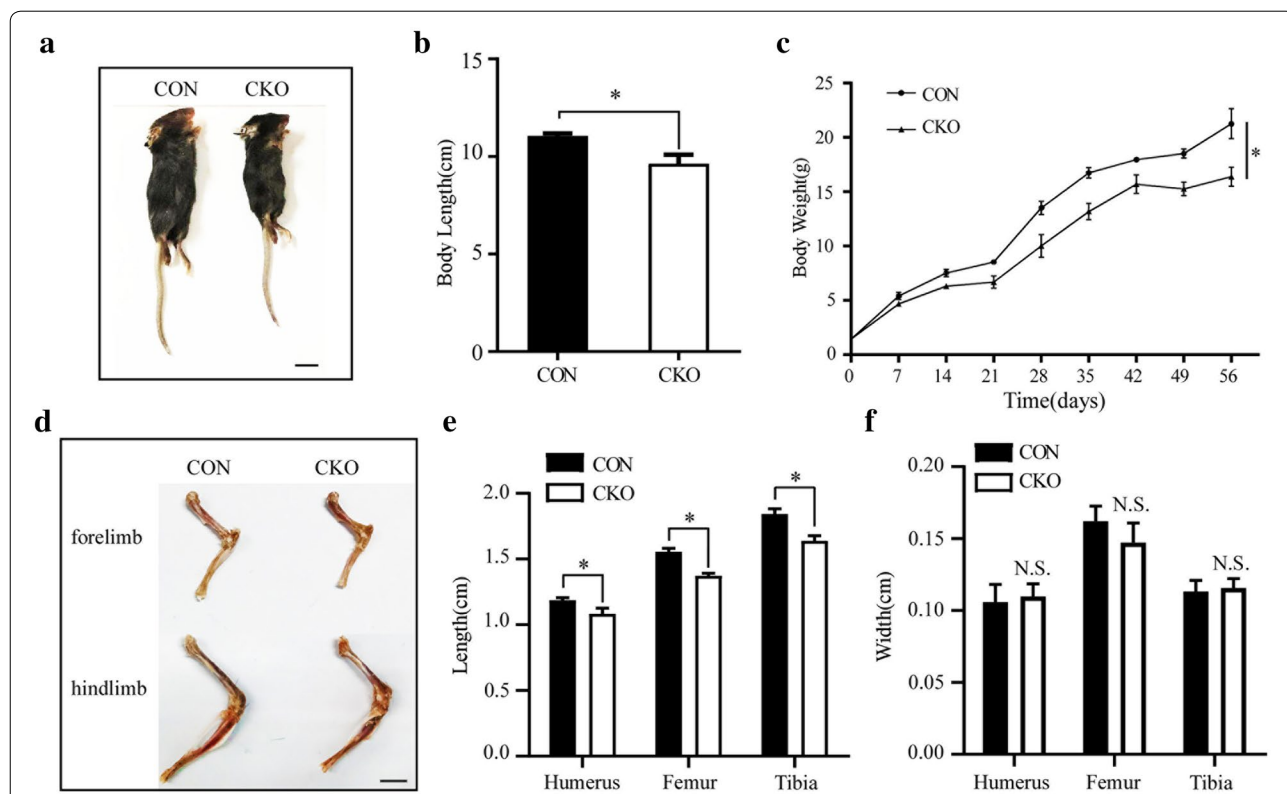 a
CON CKO
b
15
10
5
0
Body Length(cm)
*
CON CKO
c
25
20
15
10
5
0
Body Weight(g)
CON
CKO
*
0 7 14 21 28 35 42 49 56
Time(days)
d
CON CKO
forelimb
hindlimb
e
CON
CKO
2.0
1.5
1.0
0.5
0.0
Length(cm)
* * *
Humerus Femur Tibia
f
CON
CKO
0.20
0.15
0.10
0.05
0.00
Width(cm)
N.S. N.S. N.S.
Humerus Femur Tibia